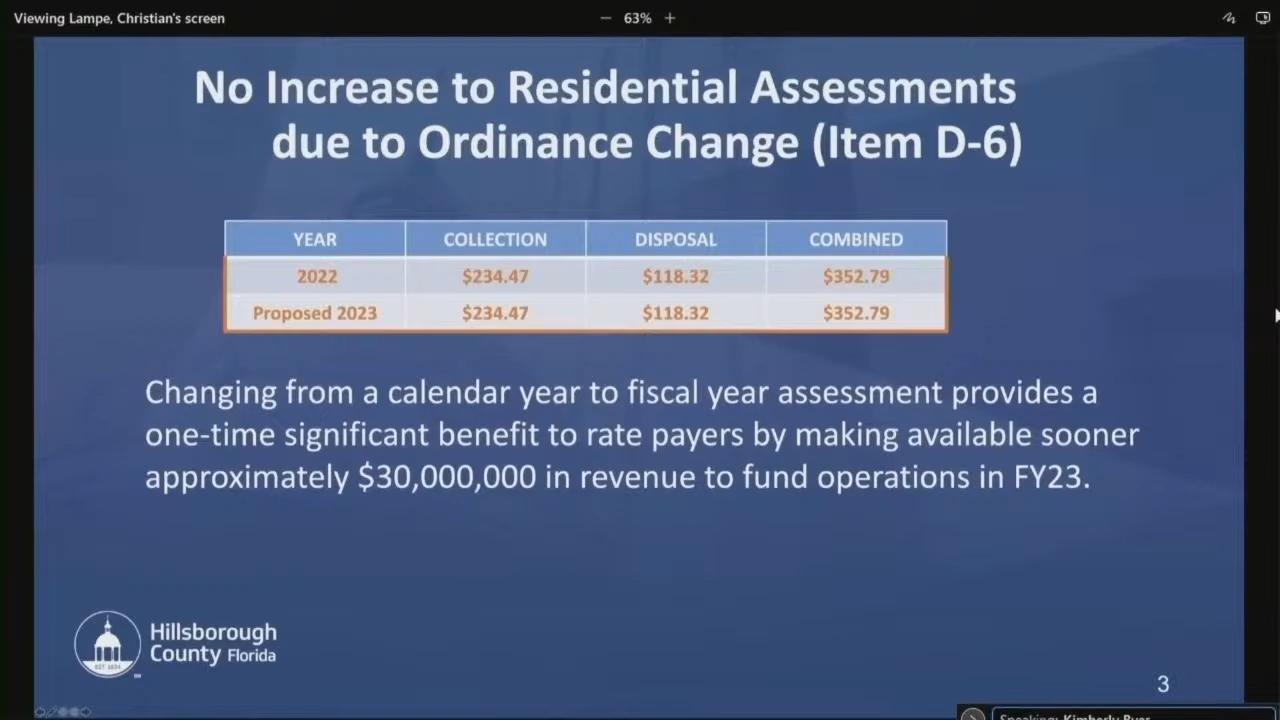 Viewing Lampe, Christian's screen
63%
No Increase to Residential Assessments
due to Ordinance Change (Item D-6)
YEAR COLLECTION DISPOSAL COMBINED
2022 $234.47 $118.32 $352.79
Proposed 2023 $234.47 $118.32 $352.79
Changing from a calendar year to fiscal year assessment provides a
one-time significant benefit to rate payers by making available sooner
approximately $30,000,000 in revenue to fund operations in FY23.
Hillsborough
County Florida
3
Speaking: Kimberly